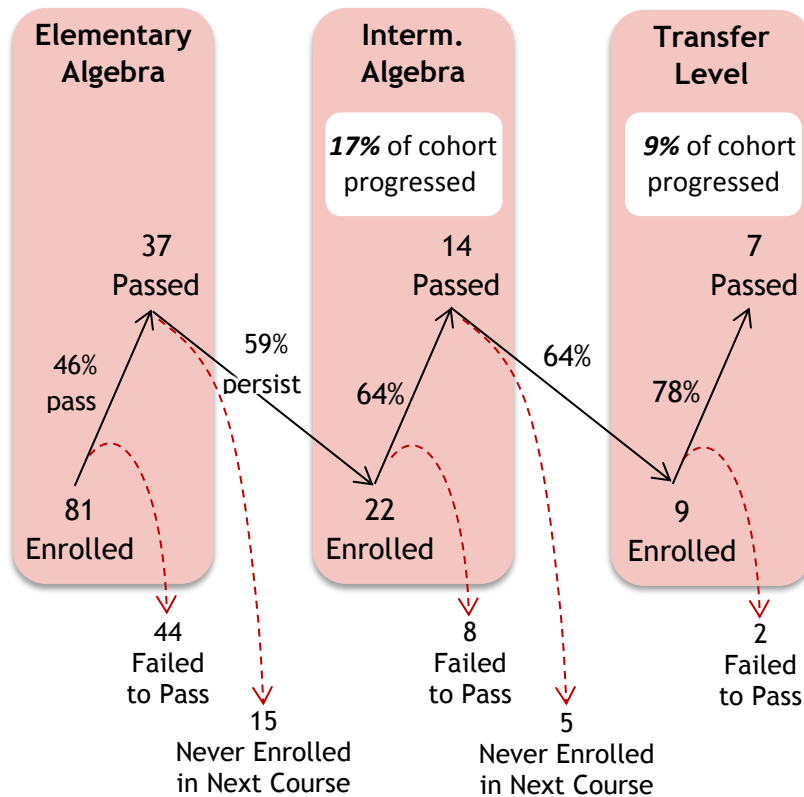 Elementary
Algebra
Interm.
Algebra
Transfer
Level
17% of cohort
progressed
9% of cohort
progressed
37
Passed
14
Passed
7
Passed
46%
pass
59%
persist
64%
64%
78%
81
Enrolled
22
Enrolled
9
Enrolled
44
Failed
to Pass
8
Failed
to Pass
2
Failed
to Pass
15
Never Enrolled
in Next Course
5
Never Enrolled
in Next Course